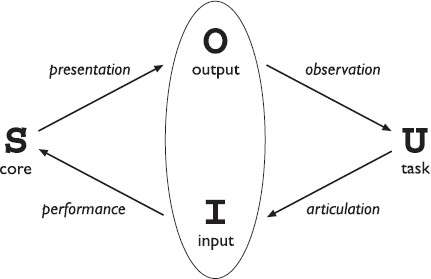 O
output
presentation
observation
S
core
U
task
performance
articulation
I
input